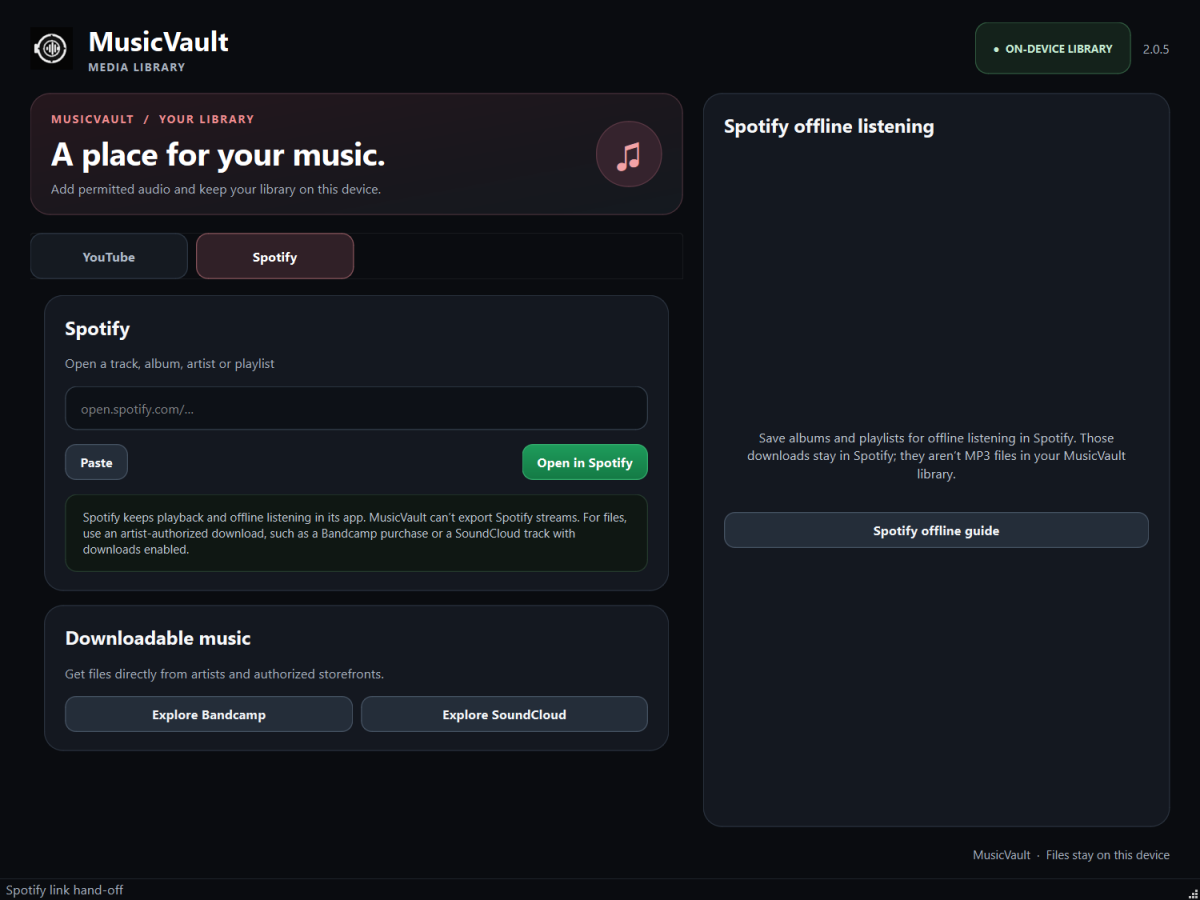 MusicVault
MEDIA LIBRARY
● ON-DEVICE LIBRARY
2.0.5
MUSICVAULT / YOUR LIBRARY
A place for your music.
Add permitted audio and keep your library on this device.
YouTube
Spotify
Spotify
Open a track, album, artist or playlist
open.spotify.com/...
Paste
Open in Spotify
Spotify keeps playback and offline listening in its app. MusicVault can't export Spotify streams. For files,
use an artist-authorized download, such as a Bandcamp purchase or a SoundCloud track with
downloads enabled.
Downloadable music
Get files directly from artists and authorized storefronts.
Explore Bandcamp
Explore SoundCloud
Spotify offline listening
Save albums and playlists for offline listening in Spotify. Those
downloads stay in Spotify; they aren't MP3 files in your MusicVault
library.
Spotify offline guide
MusicVault · Files stay on this device
Spotify link hand-off